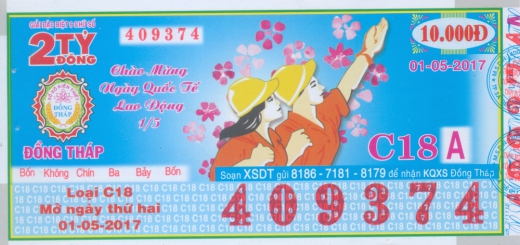 GIẢI ĐẶC BIỆT 1 CHỮ SỐ
2 TỶ
ĐỒNG
409374
10.000Đ
01-05-2017
Chào Mừng
Ngày Quốc Tế
Lao Động
1/5
ĐỒNG THÁP
ĐỒNG THÁP
C18 A
Bốn Không Chín Ba Bảy Bốn
Soạn XSDT gửi 8186 - 7181 - 8179 để nhận KQXS Đồng Tháp
Loại C18
Mở ngày thứ hai
01-05-2017
409374